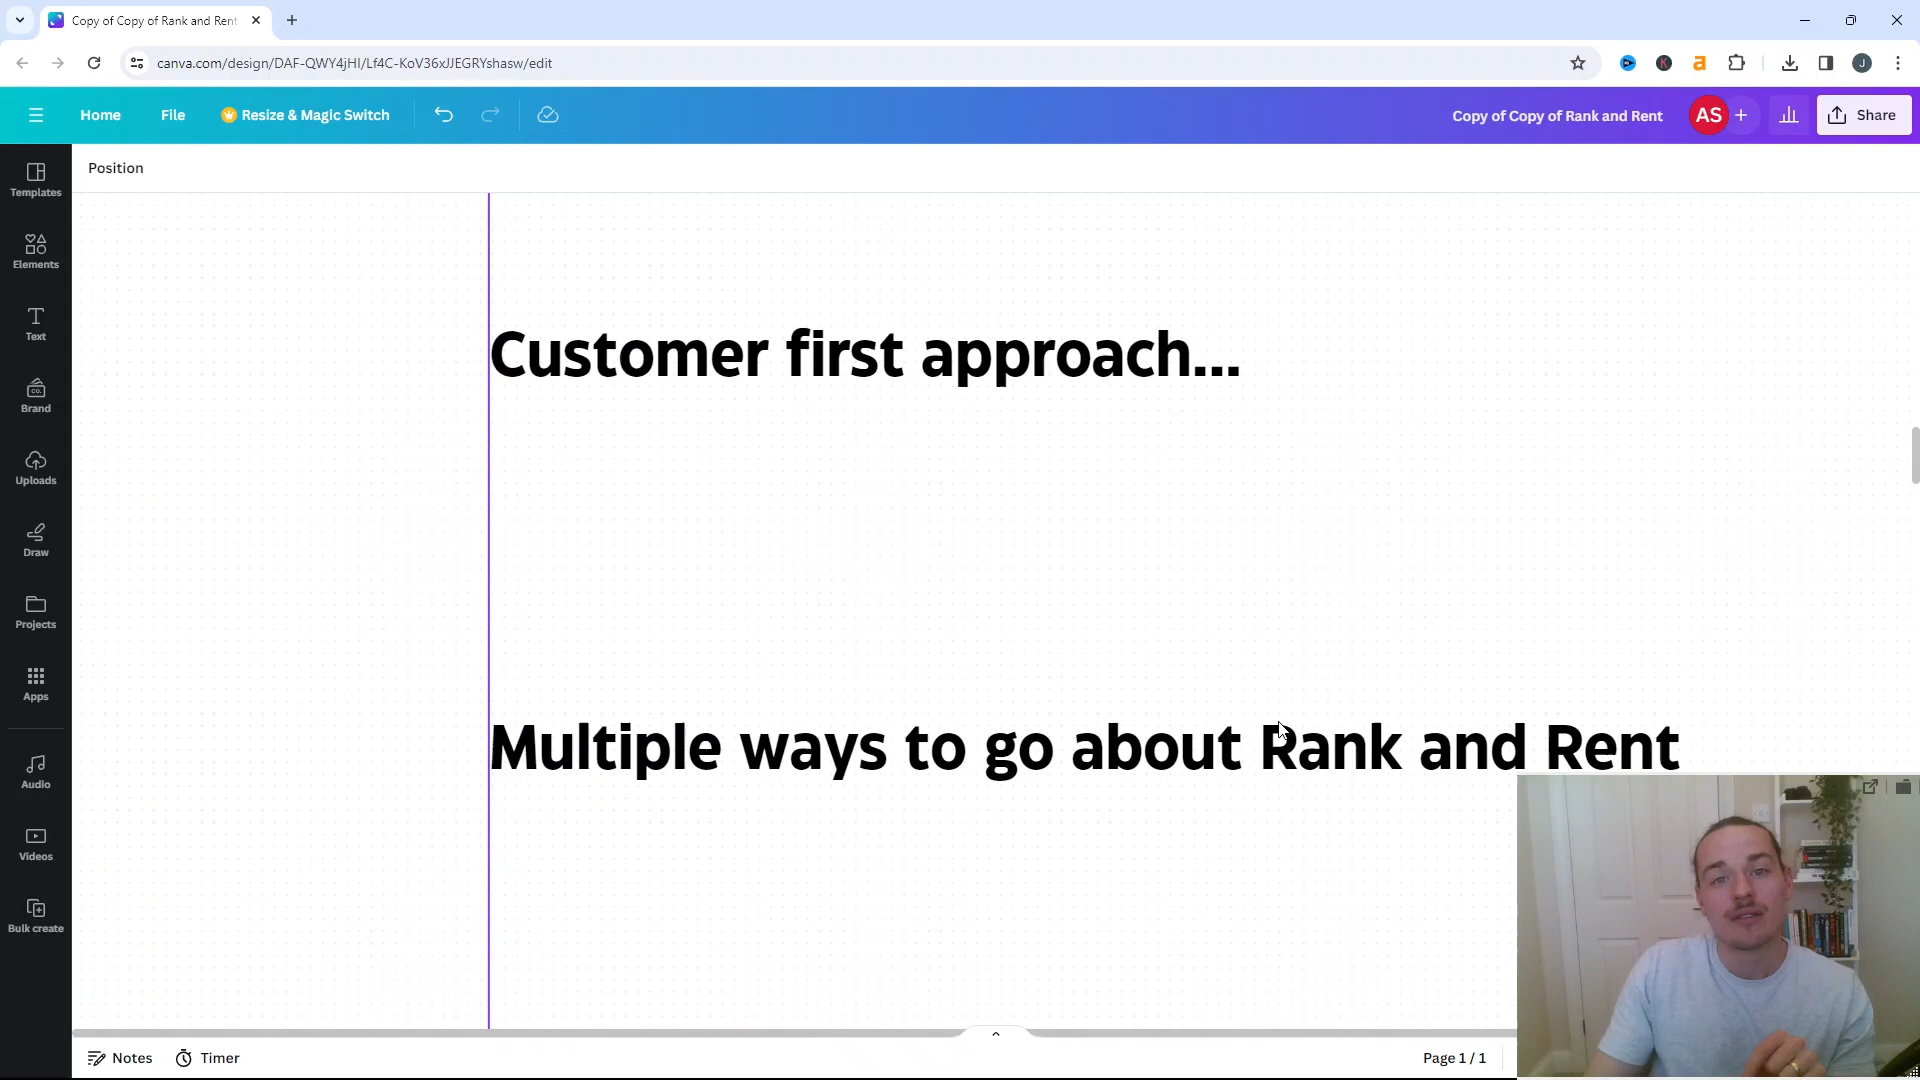 Copy of Copy of Rank and Rent
canva.com/design/DAF-QWY4jHI/Lf4C-KoV36xJJEGRYshasw/edit
Home
File
Resize & Magic Switch
Copy of Copy of Rank and Rent
AS
Share
Position
Templates
Elements
Text
Brand
Uploads
Draw
Projects
Apps
Audio
Videos
Bulk create
Customer first approach...
Multiple ways to go about Rank and Rent
Notes
Timer
Page 1 / 1